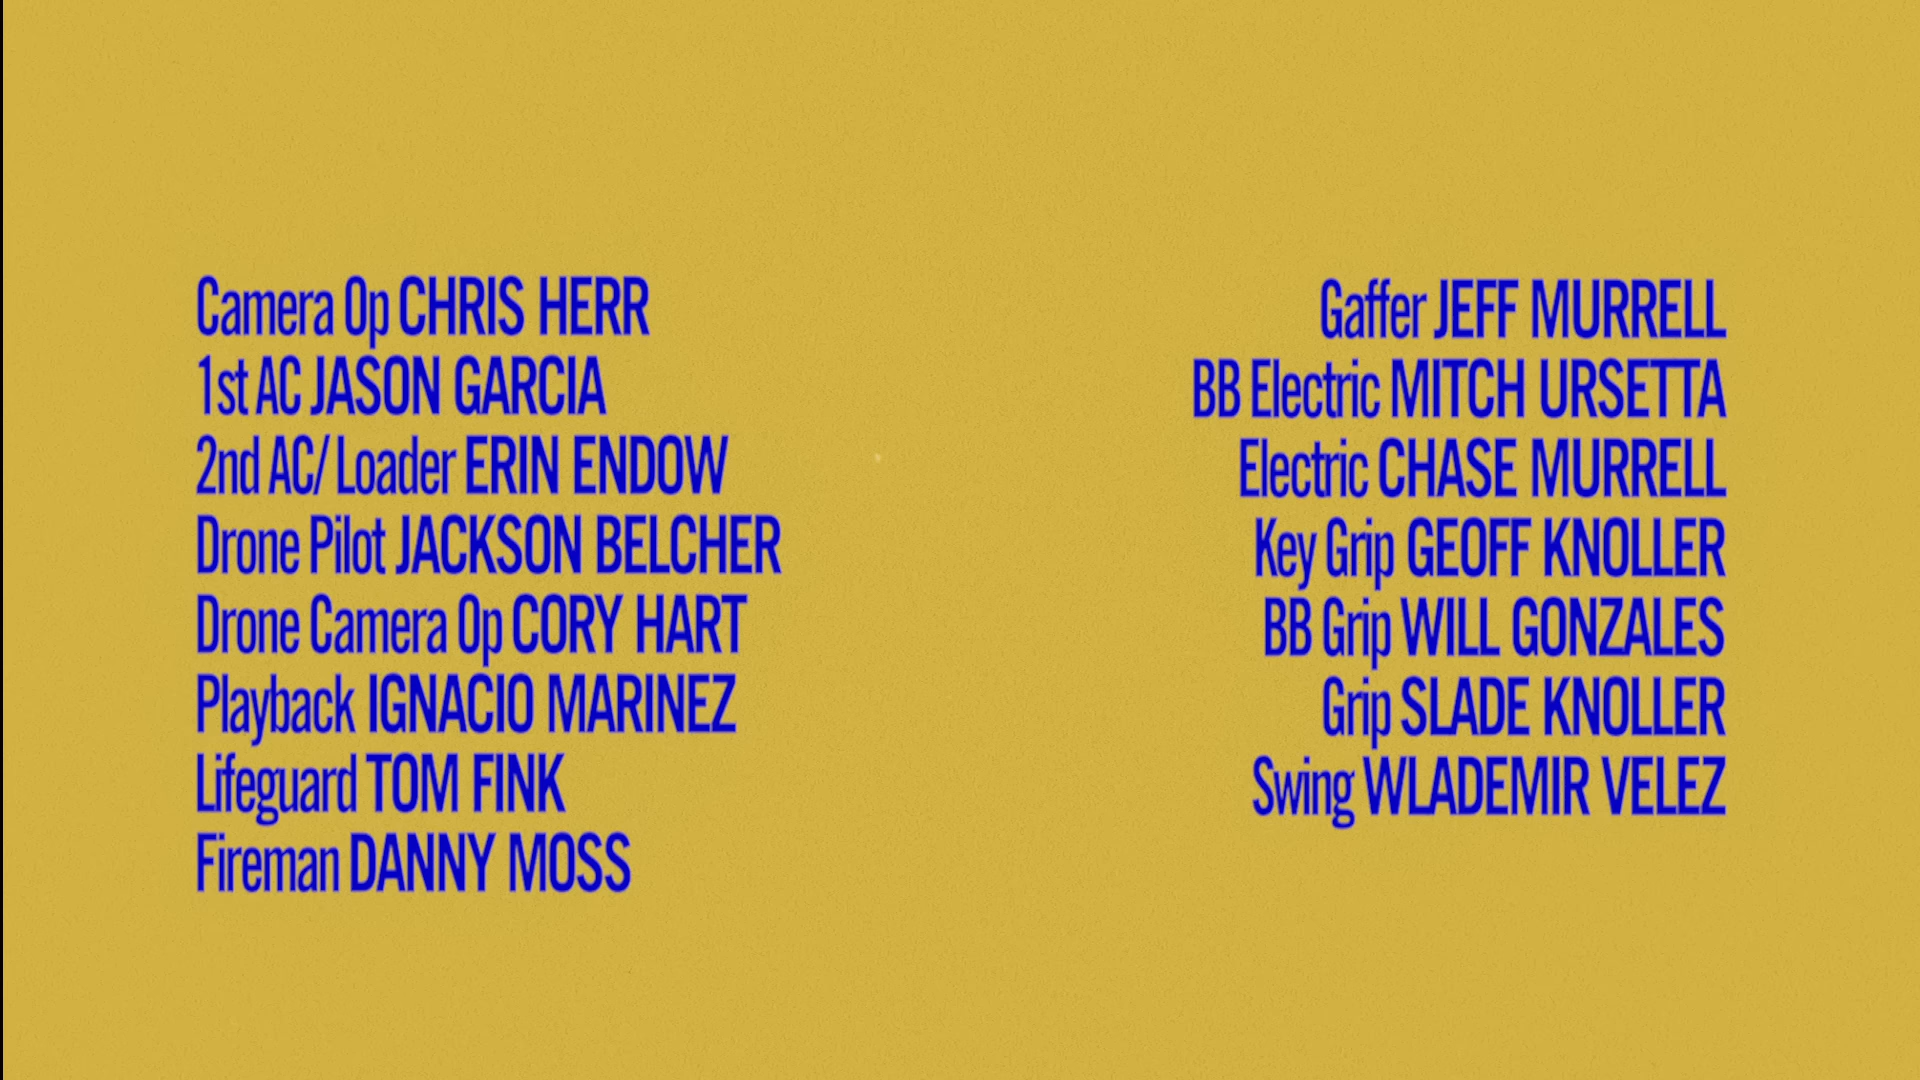 Camera Op CHRIS HERR
1st AC JASON GARCIA
2nd AC/ Loader ERIN ENDOW
Drone Pilot JACKSON BELCHER
Drone Camera Op CORY HART
Playback IGNACIO MARINEZ
Lifeguard TOM FINK
Fireman DANNY MOSS
Gaffer JEFF MURRELL
BB Electric MITCH URSETTA
Electric CHASE MURRELL
Key Grip GEOFF KNOLLER
BB Grip WILL GONZALES
Grip SLADE KNOLLER
Swing WLADEMIR VELEZ